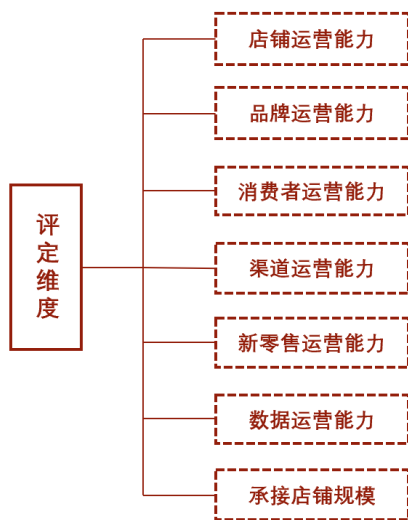 评定维度
店铺运营能力
品牌运营能力
消费者运营能力
渠道运营能力
新零售运营能力
数据运营能力
承接店铺规模